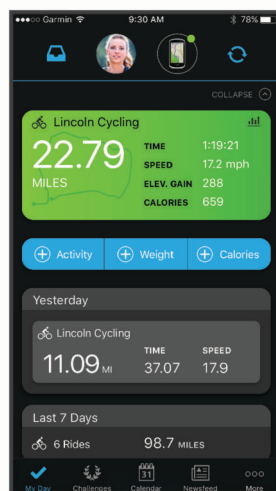 Garmin 9:30 AM 78%
COLLAPSE
Lincoln Cycling
22.79
MILES
TIME 1:19:21
SPEED 17.2 mph
ELEV. GAIN 288
CALORIES 659
Activity Weight Calories
Yesterday
Lincoln Cycling
11.09 MI
TIME SPEED
37.07 17.9
Last 7 Days
6 Rides 98.7 MILES
31
My Day Challenges Calendar Newsfeed More